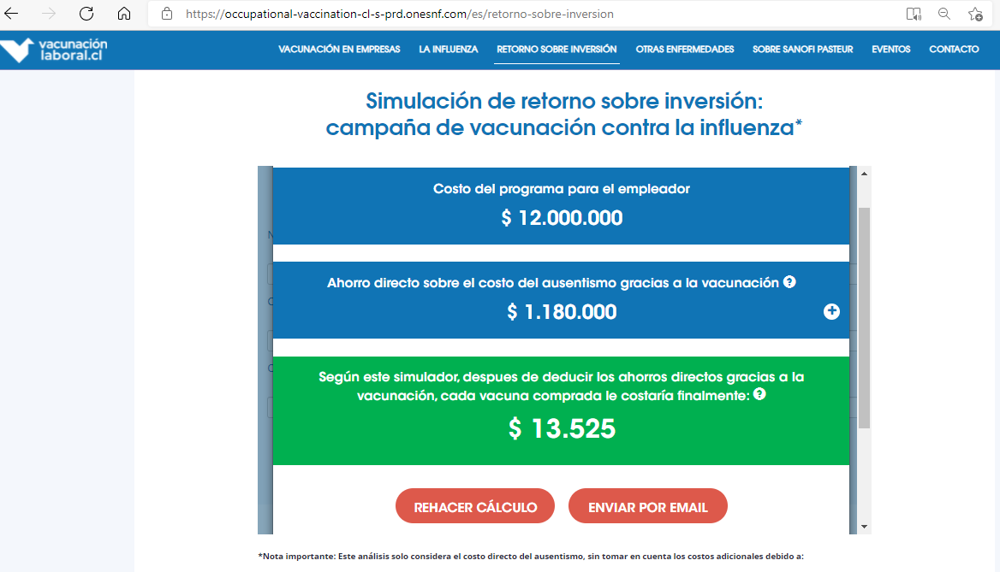 https://occupational-vaccination-cl-s-prd.onesnf.com/es/retorno-sobre-inversion
vacunación
laboral.cl
VACUNACIÓN EN EMPRESAS LA INFLUENZA RETORNO SOBRE INVERSIÓN OTRAS ENFERMEDADES SOBRE SANOFI PASTEUR EVENTOS CONTACTO
Simulación de retorno sobre inversión:
campaña de vacunación contra la influenza*
Costo del programa para el empleador
$ 12.000.000
Ahorro directo sobre el costo del ausentismo gracias a la vacunación ?
$ 1.180.000
+
Según este simulador, despues de deducir los ahorros directos gracias a la
vacunación, cada vacuna comprada le costaría finalmente: ?
$ 13.525
REHACER CÁLCULO ENVIAR POR EMAIL
*Nota importante: Este análisis solo considera el costo directo del ausentismo, sin tomar en cuenta los costos adicionales debido a: